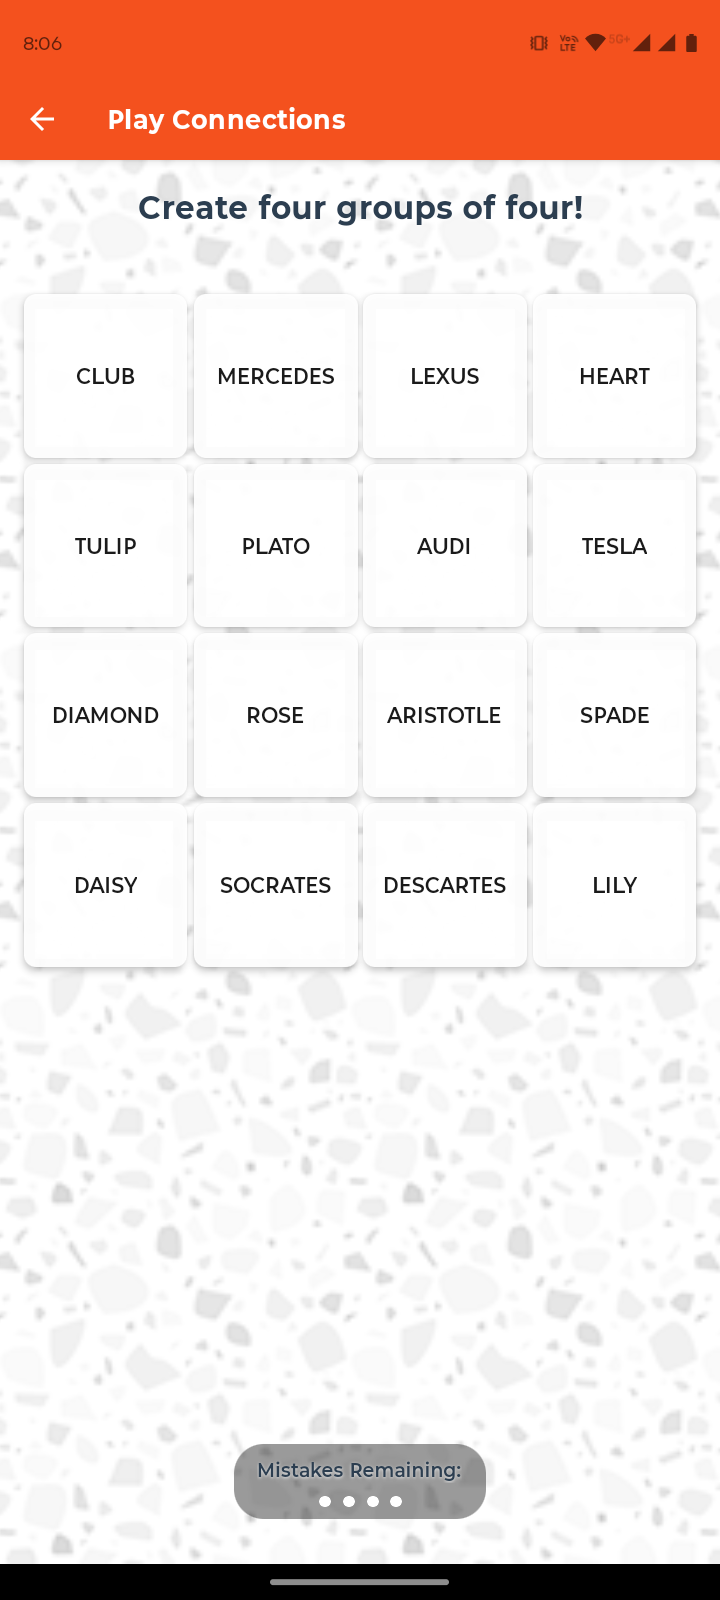 8:06
Vo
LTE
5G+
Play Connections
Create four groups of four!
CLUB MERCEDES LEXUS HEART
TULIP PLATO AUDI TESLA
DIAMOND ROSE ARISTOTLE SPADE
DAISY SOCRATES DESCARTES LILY
Mistakes Remaining: